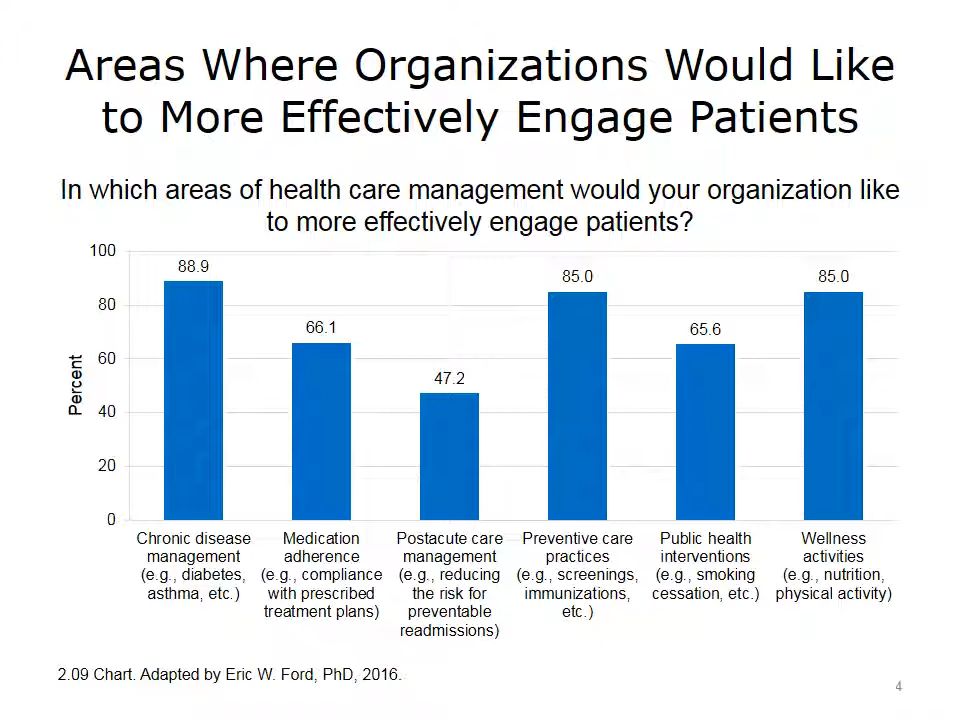 Areas Where Organizations Would Like
to More Effectively Engage Patients
In which areas of health care management would your organization like
to more effectively engage patients?
100
80
60
40
20
0
Percent
88.9
66.1
47.2
85.0
65.6
85.0
Chronic disease
management
(e.g., diabetes,
asthma, etc.)
Medication
adherence
(e.g., compliance
with prescribed
treatment plans)
Postacute care
management
(e.g., reducing
the risk for
preventable
readmissions)
Preventive care
practices
(e.g., screenings,
immunizations,
etc.)
Public health
interventions
(e.g., smoking
cessation, etc.)
Wellness
activities
(e.g., nutrition,
physical activity)
2.09 Chart. Adapted by Eric W. Ford, PhD, 2016.
4